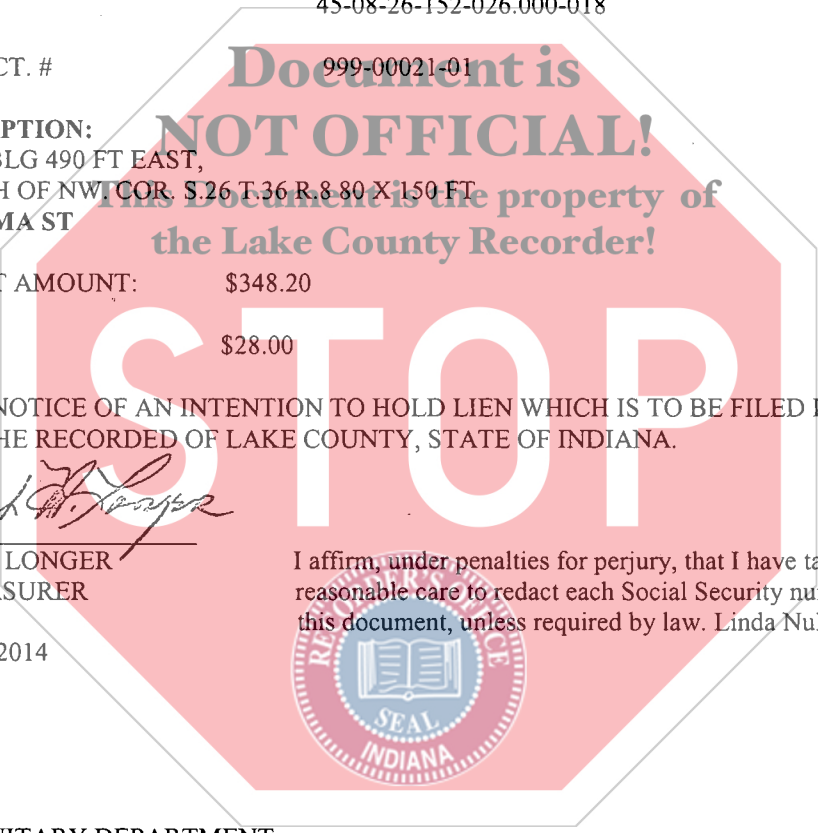 45-08-26-152-026.000-018
CT. # 999-00021-01
Document is
PTION:
NOT OFFICIAL!
BLG 490 FT EAST,
H OF NW. COR. S.26 T.36 R.8 80 X 150 FT
This Document is the property of
MA ST
the Lake County Recorder!
T AMOUNT: $348.20
$28.00
STOP
NOTICE OF AN INTENTION TO HOLD LIEN WHICH IS TO BE FILED
HE RECORDED OF LAKE COUNTY, STATE OF INDIANA.
LONGER
SURER
I affirm, under penalties for perjury, that I have ta
reasonable care to redact each Social Security nu
this document, unless required by law. Linda Nu
2014
RECORDER'S OFFICE
SEAL
INDIANA
NITARY DEPARTMENT